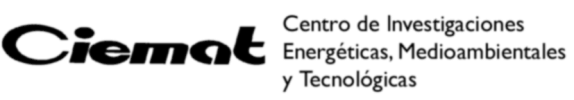 Ciemat
Centro de Investigaciones
Energéticas, Medioambientales
y Tecnológicas